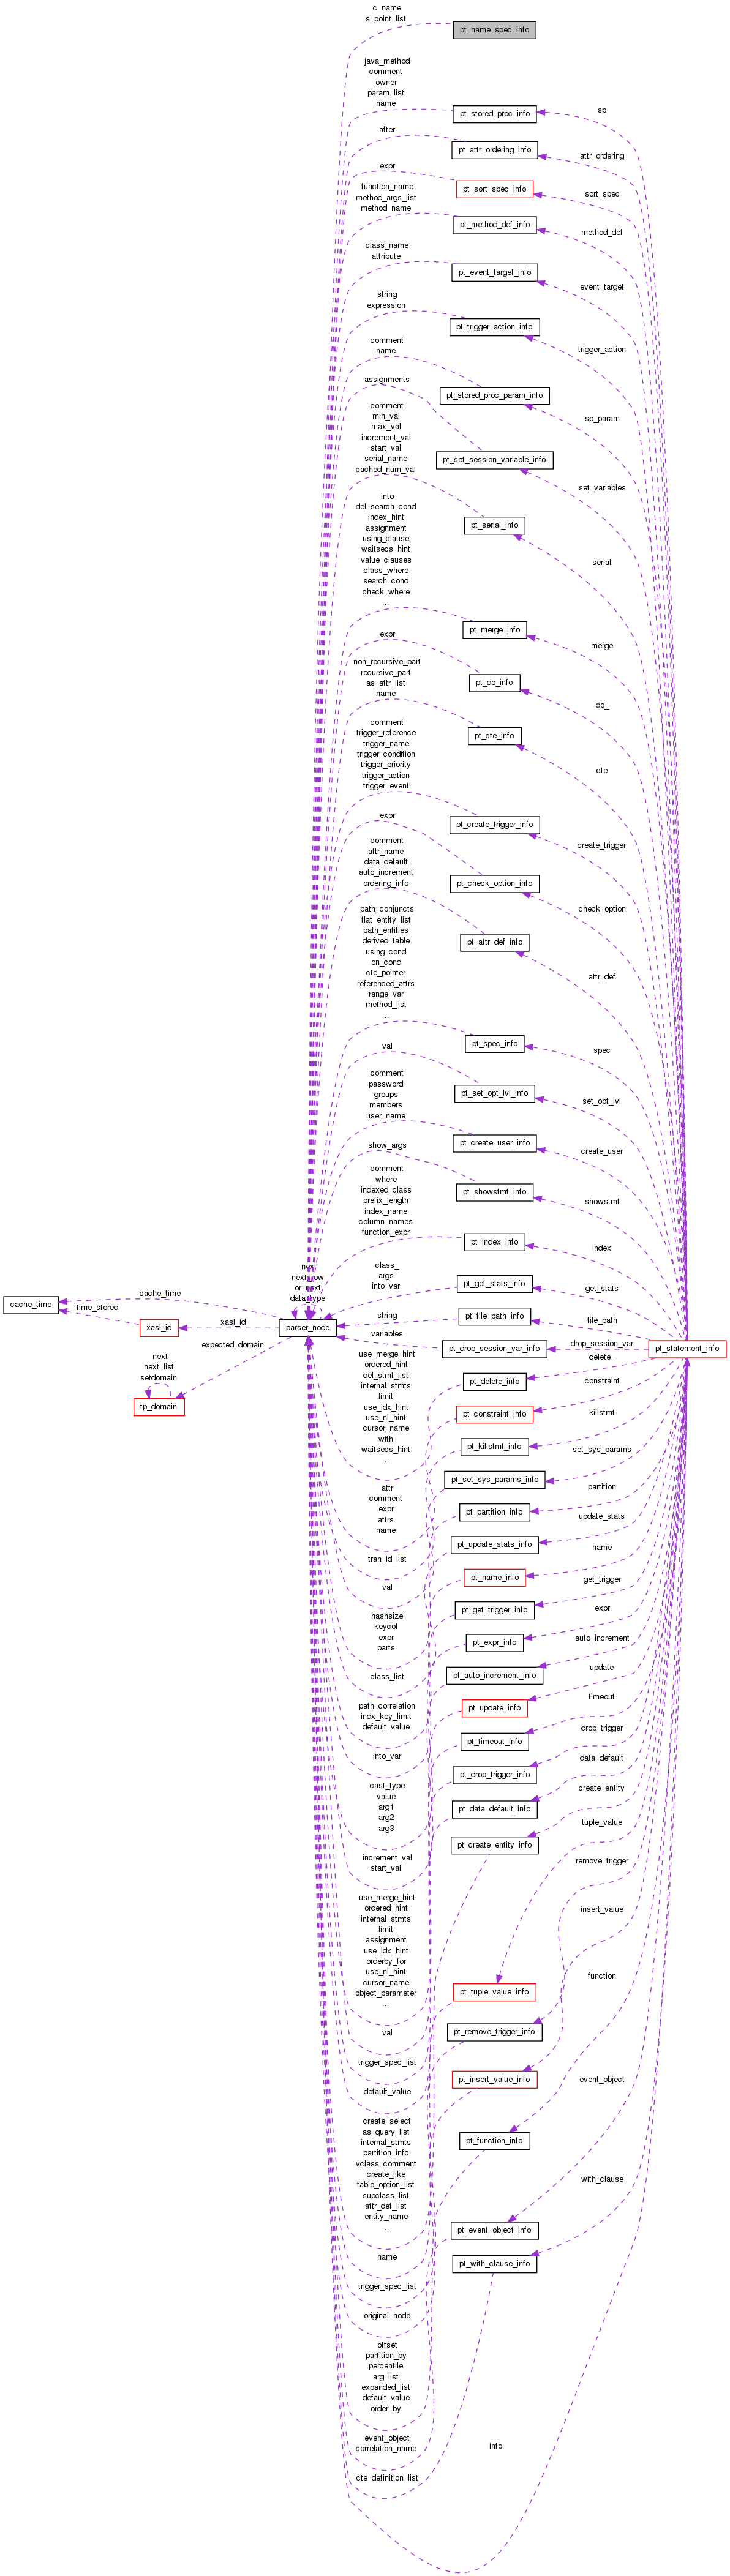 c_name
s_point_list
pt_name_spec_info
java_method
comment
owner
param_list
name
pt_stored_proc_info
sp
after
pt_attr_ordering_info
attr_ordering
expr
pt_sort_spec_info
sort_spec
function_name
method_args_list
method_name
pt_method_def_info
method_def
class_name
attribute
pt_event_target_info
event_target
string
expression
pt_trigger_action_info
trigger_action
comment
name
pt_stored_proc_param_info
sp_param
assignments
pt_set_session_variable_info
set_variables
comment
min_val
max_val
increment_val
start_val
serial_name
cached_num_val
pt_serial_info
serial
into
del_search_cond
index_hint
assignment
using_clause
waitsecs_hint
value_clauses
class_where
search_cond
check_where
...
pt_merge_info
merge
expr
pt_do_info
do_
non_recursive_part
recursive_part
as_attr_list
name
pt_cte_info
cte
comment
trigger_reference
trigger_name
trigger_condition
trigger_priority
trigger_action
trigger_event
pt_create_trigger_info
create_trigger
expr
pt_check_option_info
check_option
comment
attr_name
data_default
auto_increment
ordering_info
pt_attr_def_info
attr_def
path_conjuncts
flat_entity_list
path_entities
derived_table
using_cond
on_cond
cte_pointer
referenced_attrs
range_var
method_list
...
pt_spec_info
spec
val
pt_set_opt_lvl_info
set_opt_lvl
comment
password
groups
members
user_name
pt_create_user_info
create_user
show_args
pt_showstmt_info
showstmt
comment
where
indexed_class
prefix_length
index_name
column_names
function_expr
pt_index_info
index
next
next_row
or_next
data_type
class_
args
into_var
pt_get_stats_info
get_stats
cache_time
cache_time
time_stored
xasl_id
xasl_id
parser_node
string
pt_file_path_info
file_path
variables
pt_drop_session_var_info
drop_session_var
pt_statement_info
expected_domain
next
next_list
setdomain
tp_domain
use_merge_hint
ordered_hint
del_stmt_list
internal_stmts
limit
use_idx_hint
use_nl_hint
cursor_name
with
waitsecs_hint
...
pt_delete_info
delete_
pt_constraint_info
constraint
pt_killstmt_info
killstmt
pt_set_sys_params_info
set_sys_params
attr
comment
expr
attrs
name
pt_partition_info
partition
pt_update_stats_info
update_stats
tran_id_list
pt_name_info
name
val
pt_get_trigger_info
get_trigger
hashsize
keycol
expr
parts
pt_expr_info
expr
class_list
pt_auto_increment_info
auto_increment
path_correlation
indx_key_limit
default_value
pt_update_info
update
into_var
pt_timeout_info
timeout
pt_drop_trigger_info
drop_trigger
cast_type
value
arg1
arg2
arg3
pt_data_default_info
data_default
pt_create_entity_info
create_entity
increment_val
start_val
tuple_value
remove_trigger
use_merge_hint
ordered_hint
internal_stmts
limit
assignment
use_idx_hint
orderby_for
use_nl_hint
cursor_name
object_parameter
...
insert_value
function
pt_tuple_value_info
val
pt_remove_trigger_info
trigger_spec_list
pt_insert_value_info
event_object
default_value
create_select
as_query_list
internal_stmts
partition_info
vclass_comment
create_like
table_option_list
supclass_list
attr_def_list
entity_name
...
pt_function_info
with_clause
pt_event_object_info
name
pt_with_clause_info
trigger_spec_list
original_node
offset
partition_by
percentile
arg_list
expanded_list
default_value
order_by
event_object
correlation_name
info
cte_definition_list